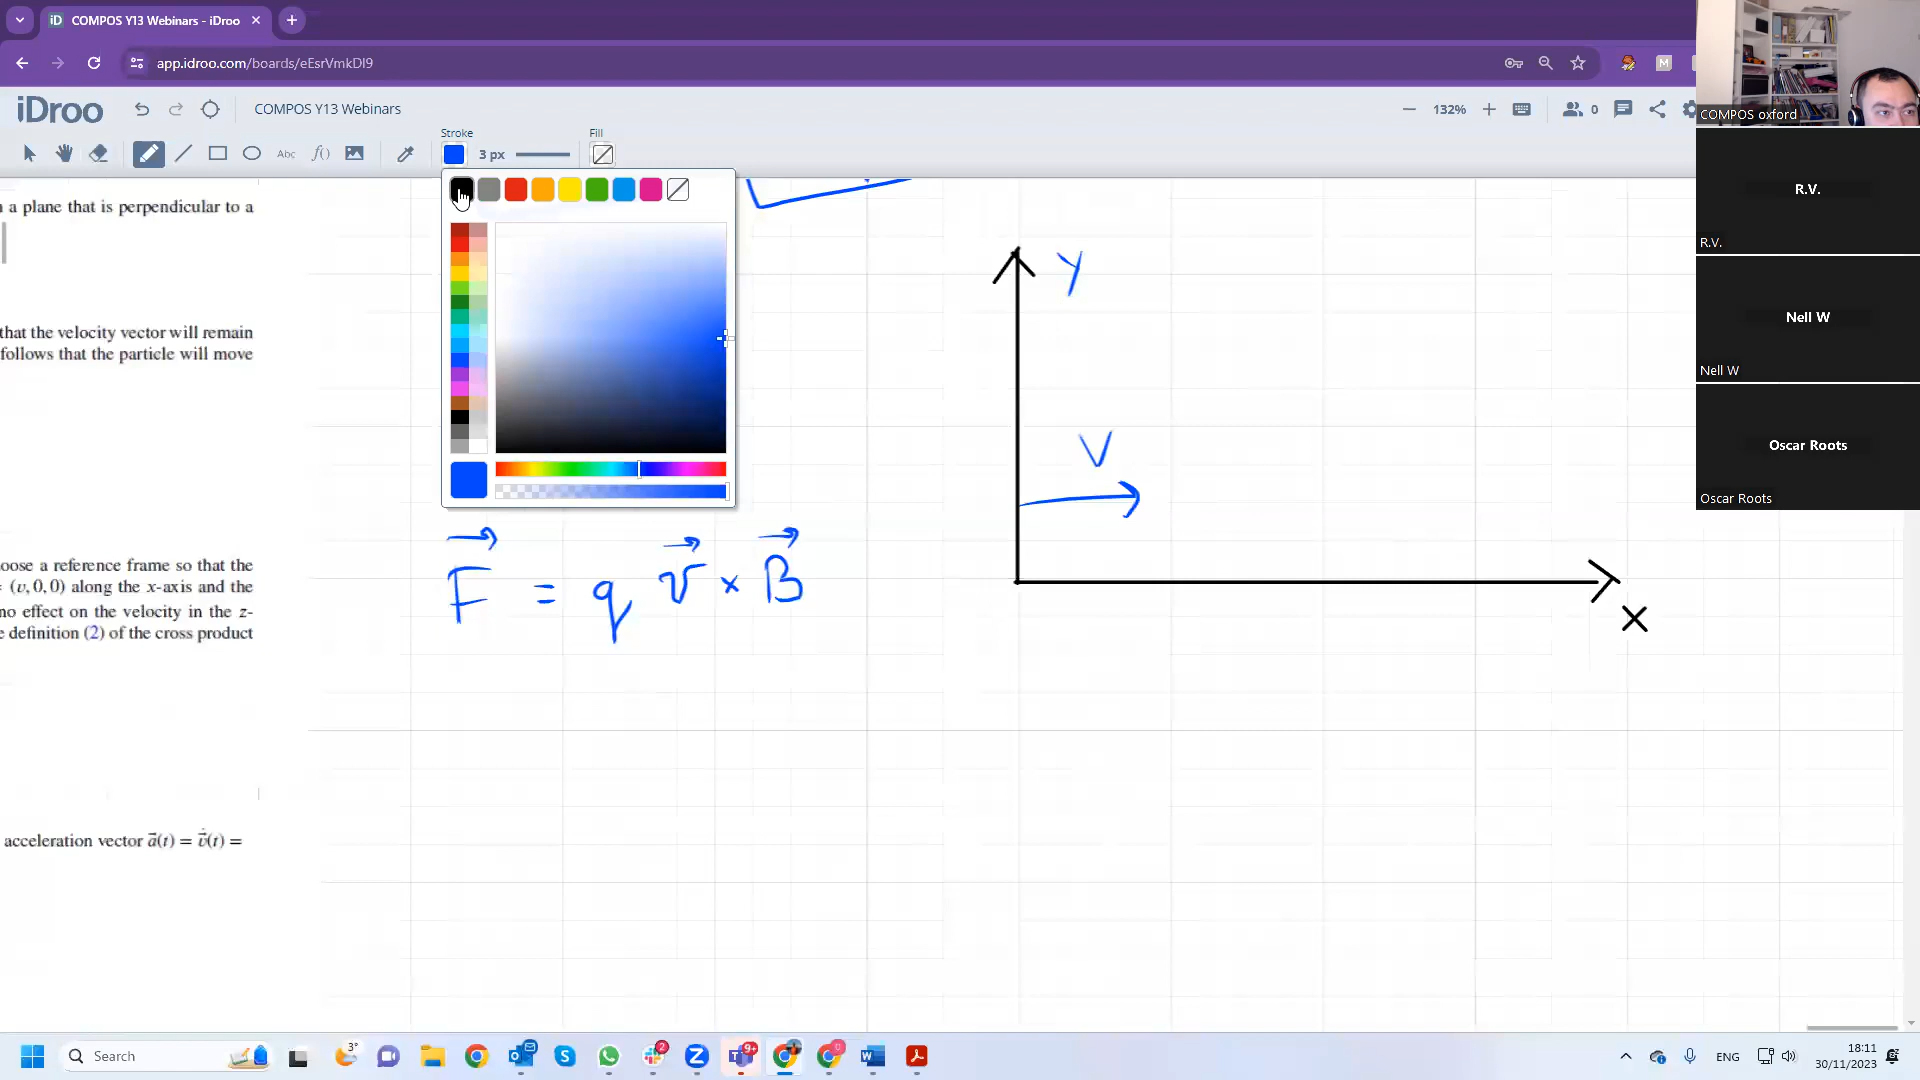 COMPOS Y13 Webinars - iDroo
app.idroo.com/boards/eEsrVmkDI9
iDroo
COMPOS Y13 Webinars
132%
0
Stroke
Fill
Abc
f()
3 px
M
COMPOS oxford
R.V.
R.V.
Nell W
Nell W
Oscar Roots
Oscar Roots
a plane that is perpendicular to a
that the velocity vector will remain
follows that the particle will move
oose a reference frame so that the
= (v, 0, 0) along the x-axis and the
no effect on the velocity in the z-
e definition (2) of the cross product
acceleration vector a⃗(t) = v̇⃗(t) =
F⃗ = q v⃗ × B⃗
y
V
x
Search
3°
2
9+
ENG
18:11
30/11/2023